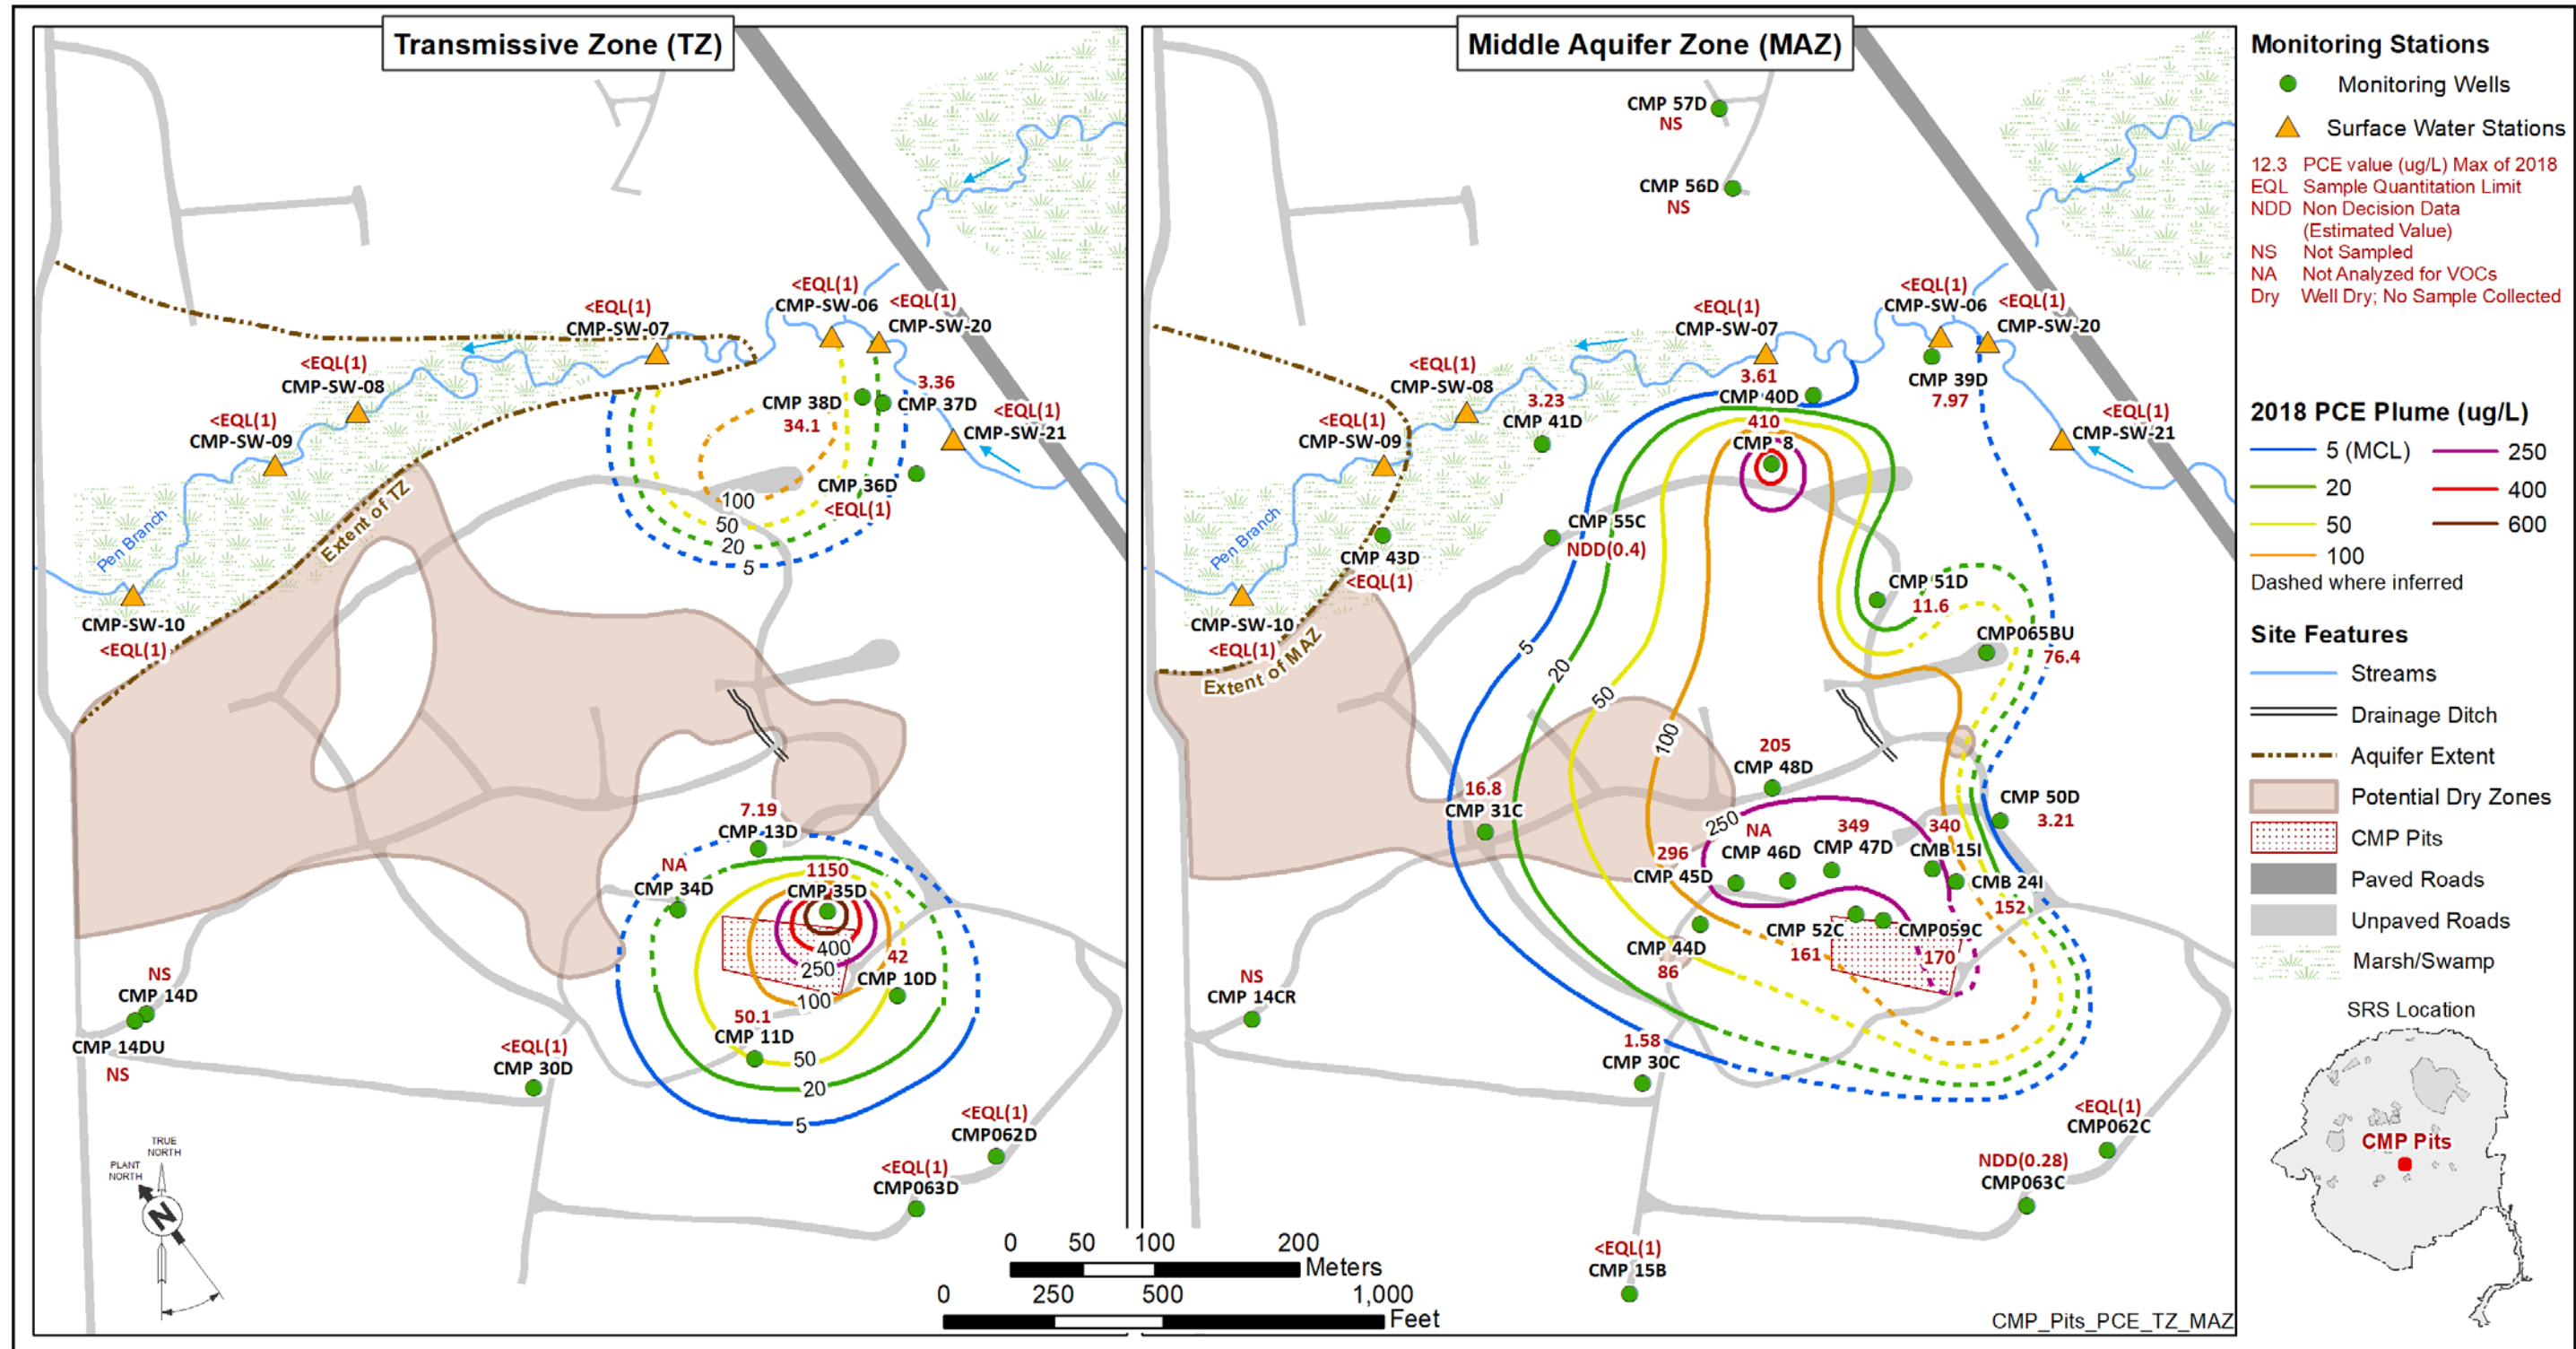 Transmissive Zone (TZ)
<EQL(1)
CMP-SW-06
<EQL(1)
CMP-SW-20
<EQL(1)
CMP-SW-07
<EQL(1)
CMP-SW-08
3.36
CMP 37D
CMP 38D
34.1
<EQL(1)
CMP-SW-21
<EQL(1)
CMP-SW-09
CMP 36D
<EQL(1)
100
50
20
5
Pen Branch
Extent of TZ
CMP-SW-10
<EQL(1)
7.19
CMP 13D
NA
CMP 34D
1150
CMP 35D
400
250
100
42
CMP 10D
50.1
CMP 11D
50
20
5
NS
CMP 14D
CMP 14DU
NS
<EQL(1)
CMP 30D
<EQL(1)
CMP062D
<EQL(1)
CMP063D
TRUE
NORTH
PLANT
NORTH
N
0 50 100 200
Meters
0 250 500 1,000
Feet
Middle Aquifer Zone (MAZ)
CMP 57D
NS
CMP 56D
NS
<EQL(1)
CMP-SW-06
<EQL(1)
CMP-SW-20
<EQL(1)
CMP-SW-07
<EQL(1)
CMP-SW-08
3.61
CMP 40D
CMP 39D
7.97
3.23
CMP 41D
410
CMP 8
<EQL(1)
CMP-SW-21
<EQL(1)
CMP-SW-09
CMP 55C
NDD(0.4)
CMP 43D
<EQL(1)
Pen Branch
CMP 51D
11.6
CMP-SW-10
<EQL(1)
Extent of MAZ
CMP065BU
76.4
5
20
50
100
250
205
CMP 48D
16.8
CMP 31C
CMP 50D
3.21
NA
CMP 46D
349
CMP 47D
340
CMB 15I
296
CMP 45D
CMB 24I
152
CMP 52C
161
CMP059C
170
CMP 44D
86
NS
CMP 14CR
1.58
CMP 30C
<EQL(1)
CMP062C
NDD(0.28)
CMP063C
<EQL(1)
CMP 15B
CMP_Pits_PCE_TZ_MAZ
Monitoring Stations
Monitoring Wells
Surface Water Stations
12.3 PCE value (ug/L) Max of 2018
EQL Sample Quantitation Limit
NDD Non Decision Data
(Estimated Value)
NS Not Sampled
NA Not Analyzed for VOCs
Dry Well Dry; No Sample Collected
2018 PCE Plume (ug/L)
5 (MCL) 250
20 400
50 600
100
Dashed where inferred
Site Features
Streams
Drainage Ditch
Aquifer Extent
Potential Dry Zones
CMP Pits
Paved Roads
Unpaved Roads
Marsh/Swamp
SRS Location
CMP Pits